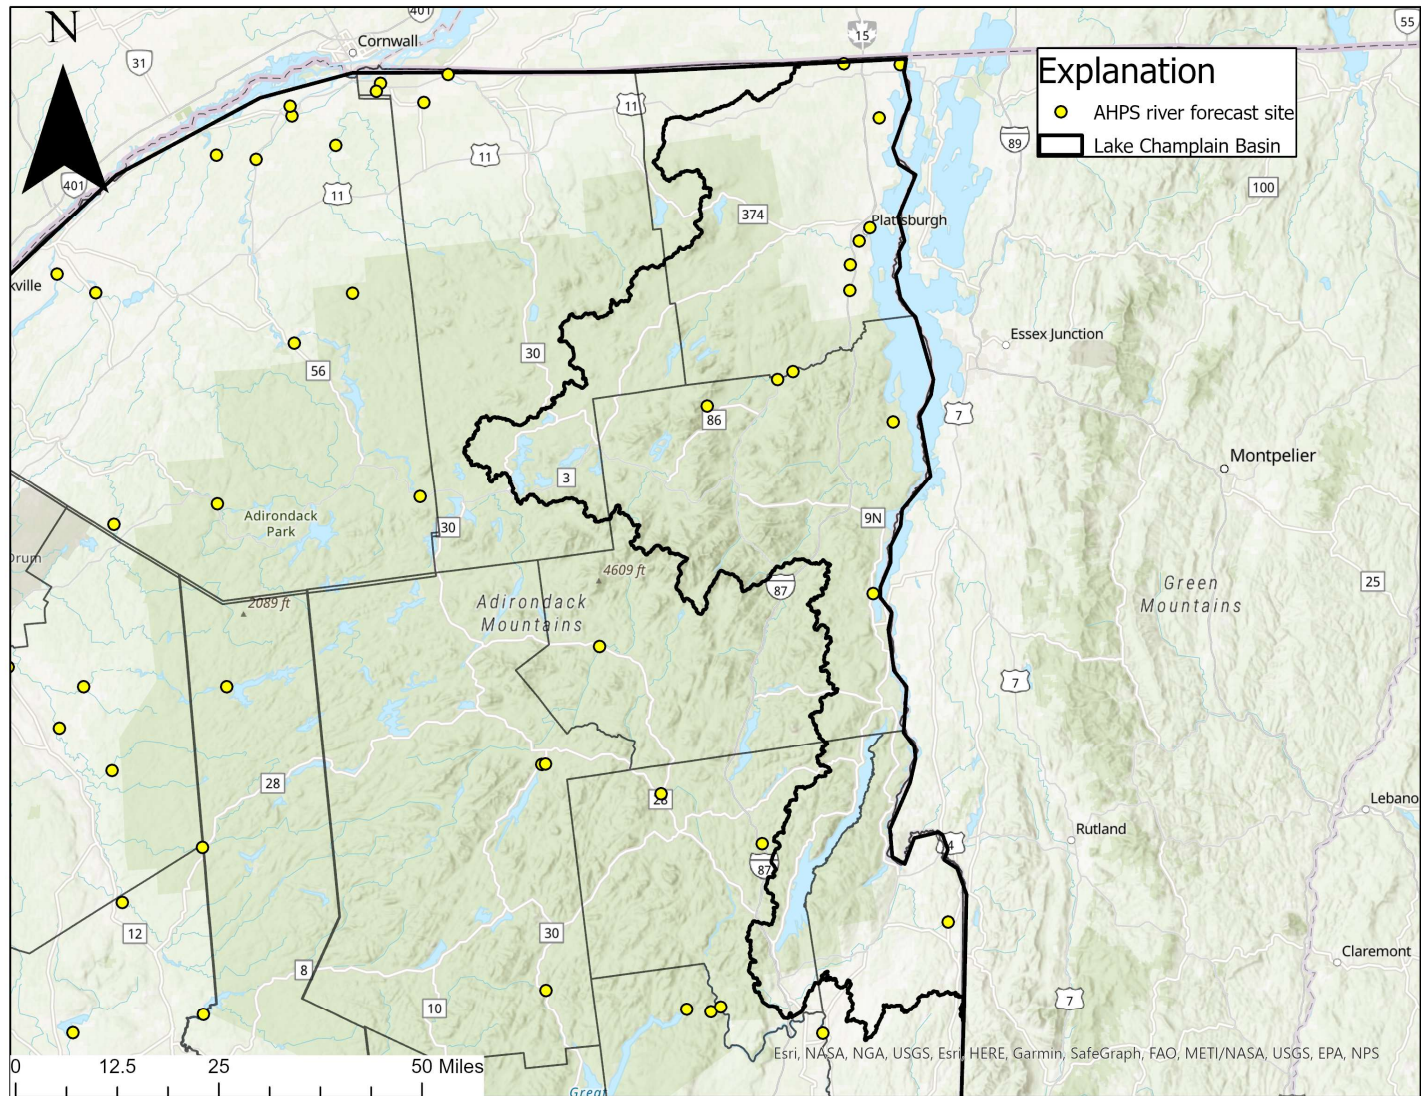 N
401
55
31
Cornwall
15
Explanation
AHPS river forecast site
Lake Champlain Basin
11
89
11
401
11
100
374
Plattsburgh
kville
Essex Junction
30
56
86
7
Montpelier
3
Adirondack
Park
30
9N
Drum
4609 ft
87
Green
Mountains
25
2089 ft
Adirondack
Mountains
7
28
28
Lebano
Rutland
4
87
12
30
Claremont
8
10
7
Esri, NASA, NGA, USGS, Esri, HERE, Garmin, SafeGraph, FAO, METI/NASA, USGS, EPA, NPS
0 12.5 25 50 Miles
Great